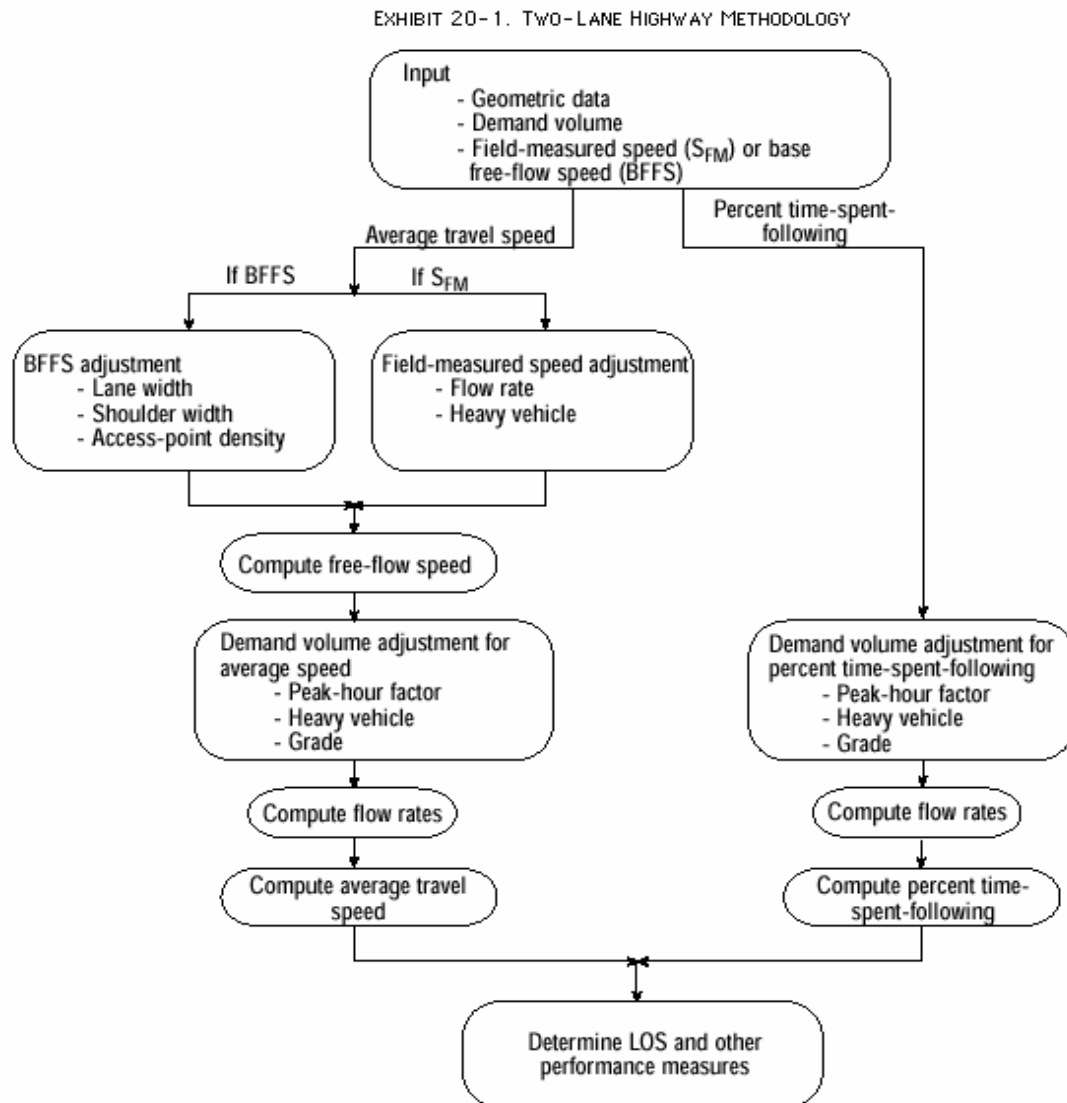 EXHIBIT 20-1. TWO-LANE HIGHWAY METHODOLOGY
Input
- Geometric data
- Demand volume
- Field-measured speed (SFM) or base
free-flow speed (BFFS)
Average travel speed
Percent time-spent-
following
If BFFS
If SFM
BFFS adjustment
- Lane width
- Shoulder width
- Access-point density
Field-measured speed adjustment
- Flow rate
- Heavy vehicle
Compute free-flow speed
Demand volume adjustment for
average speed
- Peak-hour factor
- Heavy vehicle
- Grade
Demand volume adjustment for
percent time-spent-following
- Peak-hour factor
- Heavy vehicle
- Grade
Compute flow rates
Compute flow rates
Compute average travel
speed
Compute percent time-
spent-following
Determine LOS and other
performance measures